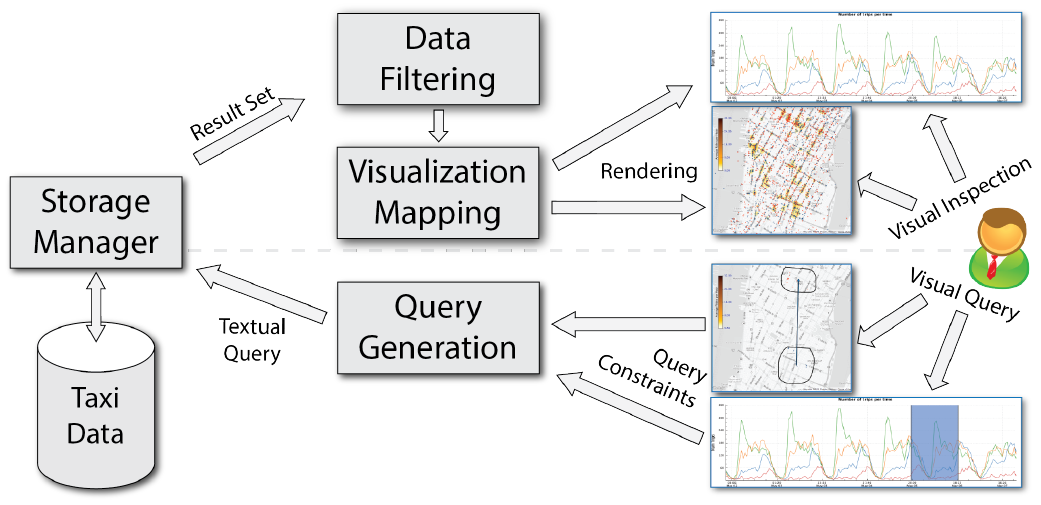 Data
Filtering
Number of trips per time
Result Set
Visualization
Mapping
Rendering
Storage
Manager
Visual Inspection
Textual
Query
Query
Generation
Query
Constraints
Visual Query
Taxi
Data
Number of trips per time